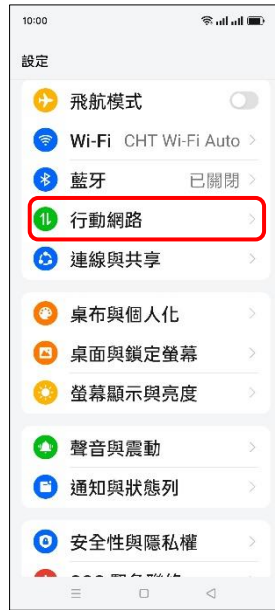 10:00
設定
飛航模式
Wi-Fi CHT Wi-Fi Auto
藍牙 已關閉
行動網路
連線與共享
桌布與個人化
桌面與鎖定螢幕
螢幕顯示與亮度
聲音與震動
通知與狀態列
安全性與隱私權